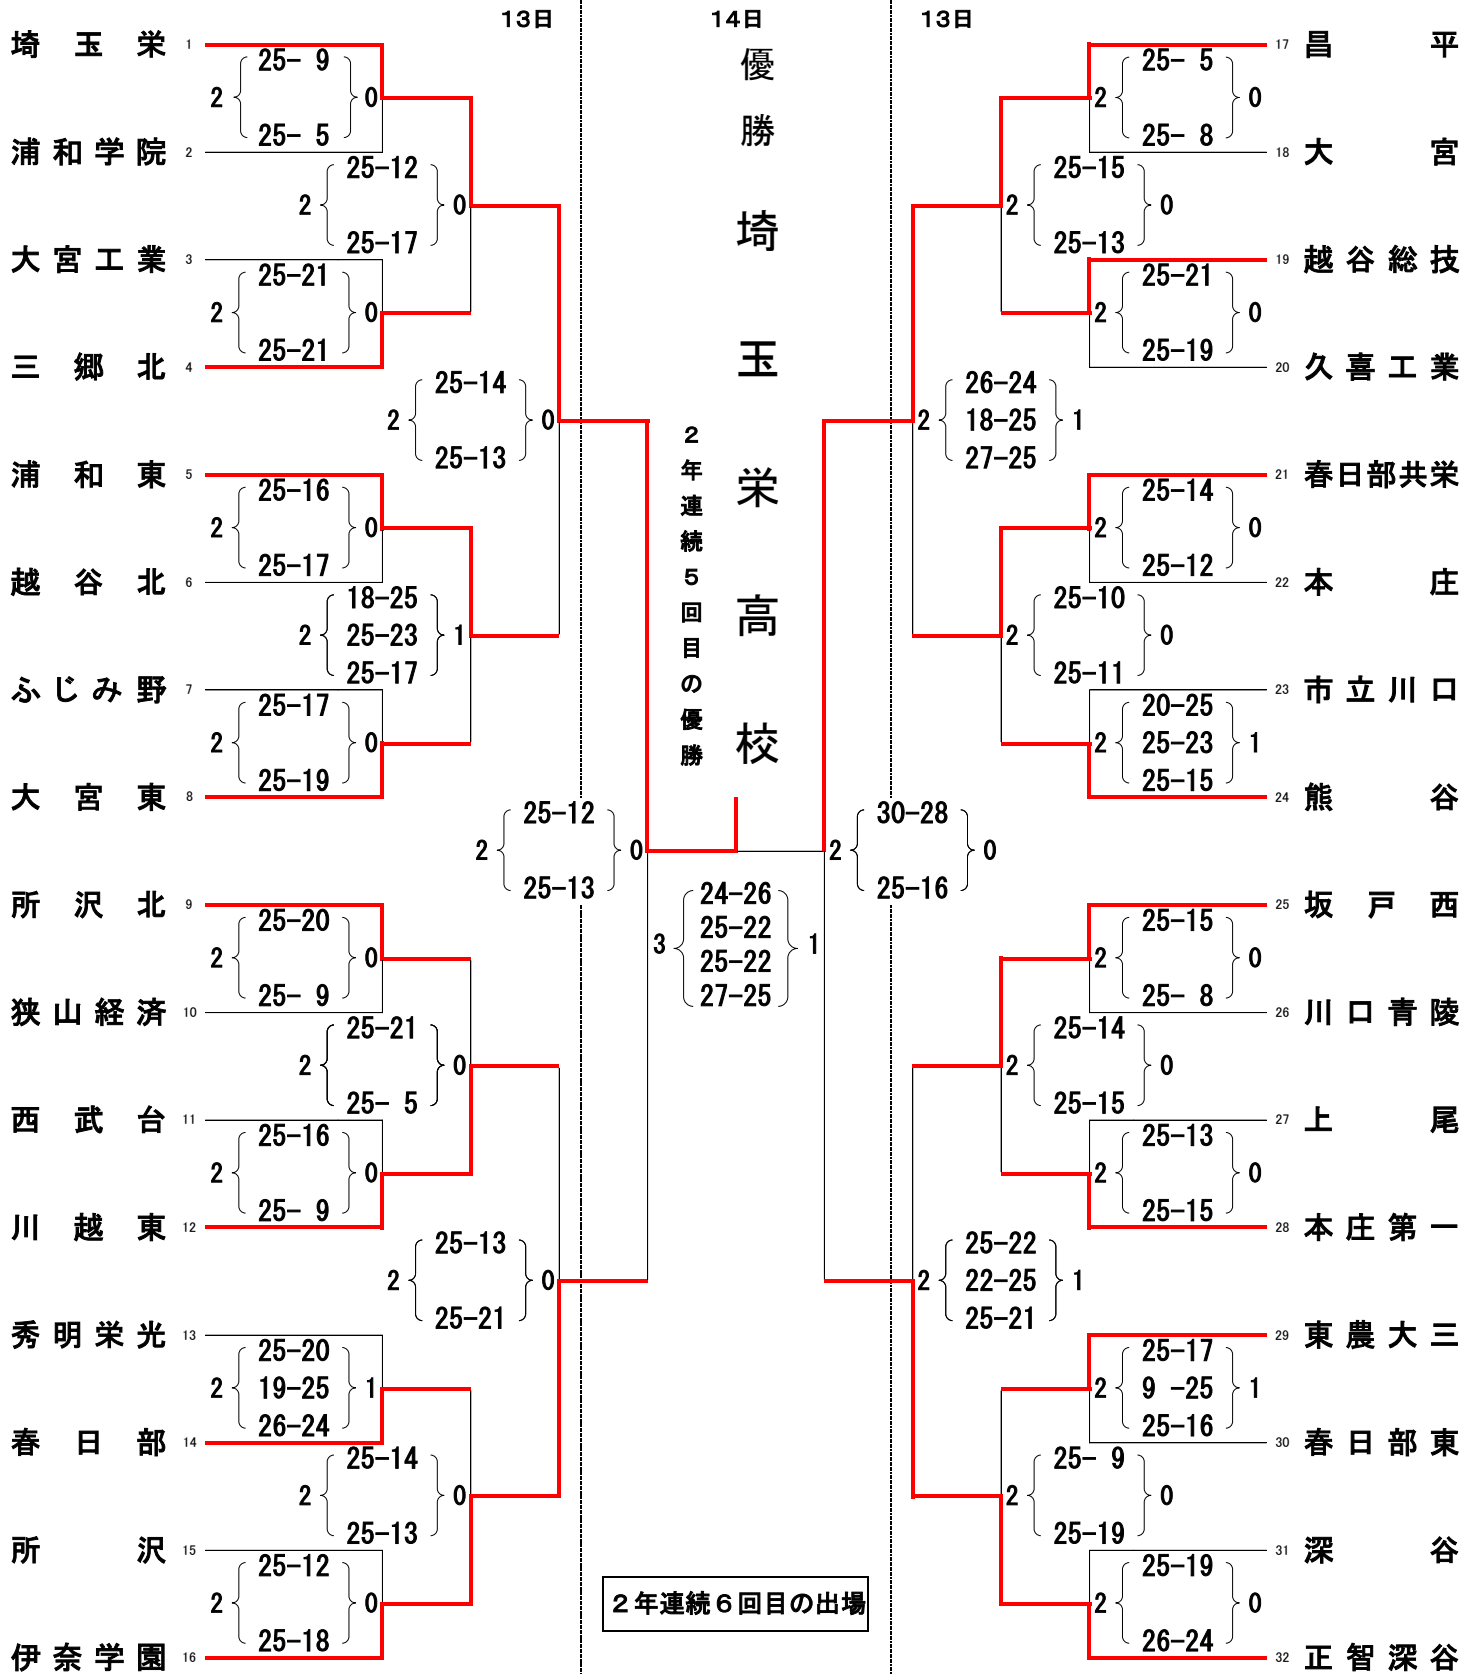 13日
14日
13日
優勝
埼玉栄高校
2年連続5回目の優勝
埼玉栄 1
25- 9
2 0
25- 5
浦和学院 2
25-12
2 0
25-17
大宮工業 3
25-21
2 0
25-21
三郷北 4
25-14
2 0
25-13
浦和東 5
25-16
2 0
25-17
越谷北 6
18-25
2 25-23 1
25-17
ふじみ野 7
25-17
2 0
25-19
大宮東 8
25-12
2 0
25-13
所沢北 9
25-20
2 0
25- 9
狭山経済 10
25-21
2 0
25- 5
西武台 11
25-16
2 0
25- 9
川越東 12
25-13
2 0
25-21
秀明栄光 13
25-20
2 19-25 1
26-24
春日部 14
25-14
2 0
25-13
所沢 15
25-12
2 0
25-18
伊奈学園 16
24-26
25-22
3 1
25-22
27-25
2年連続6回目の出場
17 昌平
25- 5
2 0
25- 8
18 大宮
25-15
2 0
25-13
19 越谷総技
25-21
2 0
25-19
20 久喜工業
26-24
2 18-25 1
27-25
21 春日部共栄
25-14
2 0
25-12
22 本庄
25-10
2 0
25-11
23 市立川口
20-25
2 25-23 1
25-15
24 熊谷
30-28
2 0
25-16
25 坂戸西
25-15
2 0
25- 8
26 川口青陵
25-14
2 0
25-15
27 上尾
25-13
2 0
25-15
28 本庄第一
25-22
2 22-25 1
25-21
29 東農大三
25-17
2 9 -25 1
25-16
30 春日部東
25- 9
2 0
25-19
31 深谷
25-19
2 0
26-24
32 正智深谷